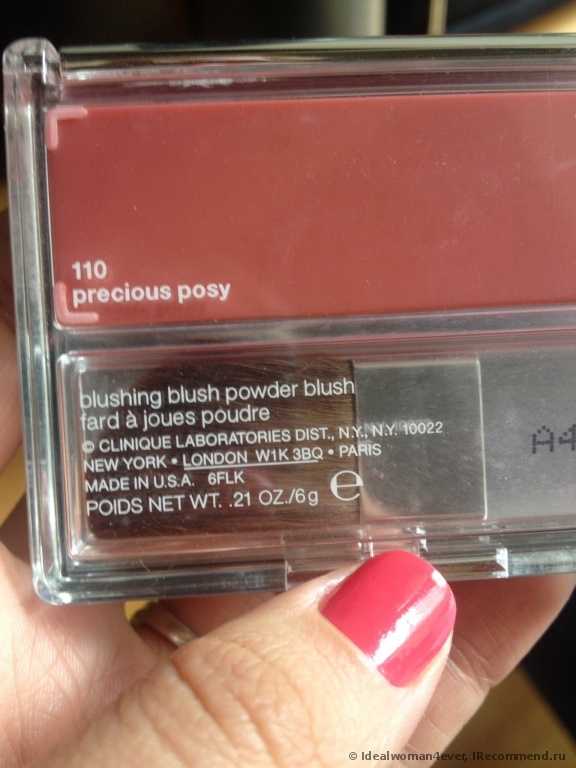 110
precious posy
blushing blush powder blush
fard à joues poudre
© CLINIQUE LABORATORIES DIST., N.Y., N.Y. 10022
NEW YORK • LONDON W1K 3BQ • PARIS
MADE IN U.S.A. 6FLK
POIDS NET WT. .21 OZ./6g e
A4
© Idealwoman4ever, IRecommend.ru